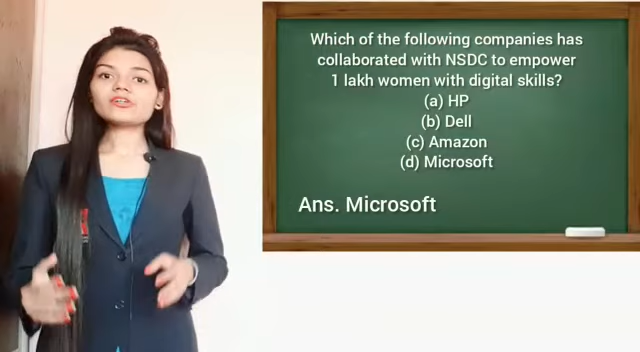 Which of the following companies has
collaborated with NSDC to empower
1 lakh women with digital skills?
(a) HP
(b) Dell
(c) Amazon
(d) Microsoft
Ans. Microsoft